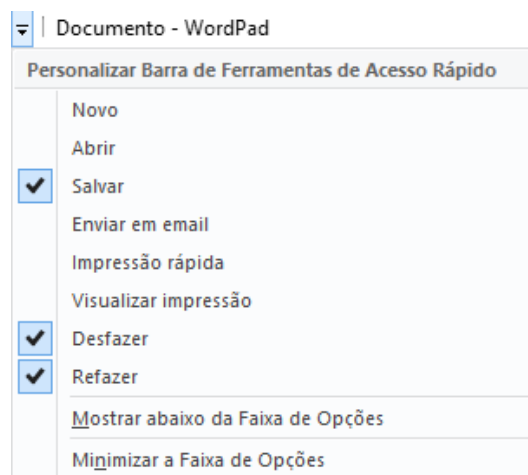 Documento - WordPad
Personalizar Barra de Ferramentas de Acesso Rápido
Novo
Abrir
Salvar
Enviar em email
Impressão rápida
Visualizar impressão
Desfazer
Refazer
Mostrar abaixo da Faixa de Opções
Minimizar a Faixa de Opções